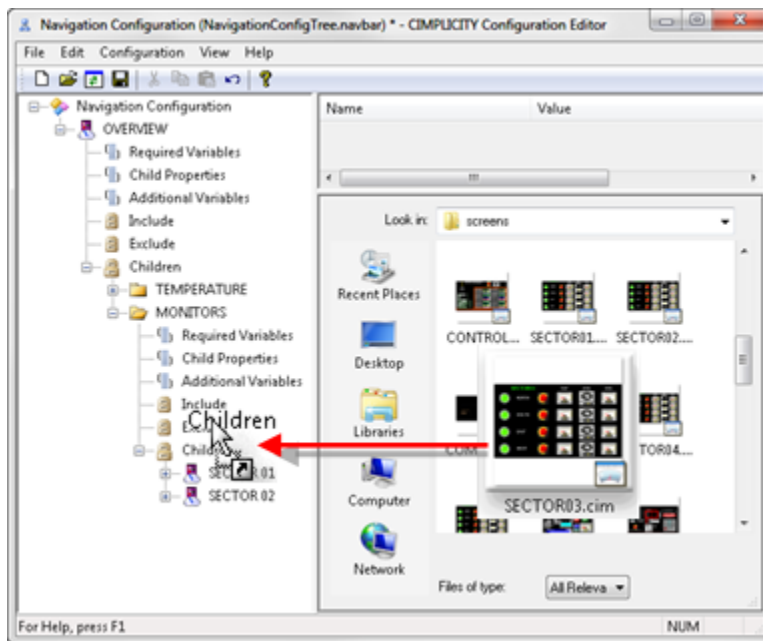 Navigation Configuration (NavigationConfigTree.navbar) * - CIMPLICITY Configuration Editor
File Edit Configuration View Help
Navigation Configuration
OVERVIEW
Required Variables
Child Properties
Additional Variables
Include
Exclude
Children
TEMPERATURE
MONITORS
Required Variables
Child Properties
Additional Variables
Include
Children
SECTOR 01
SECTOR 02
Name Value
Look in: screens
Recent Places
Desktop
Libraries
Computer
Network
CONTROL... SECTOR01.... SECTOR02....
TOR04....
SECTOR03.cim
Files of type: All Releva
For Help, press F1 NUM